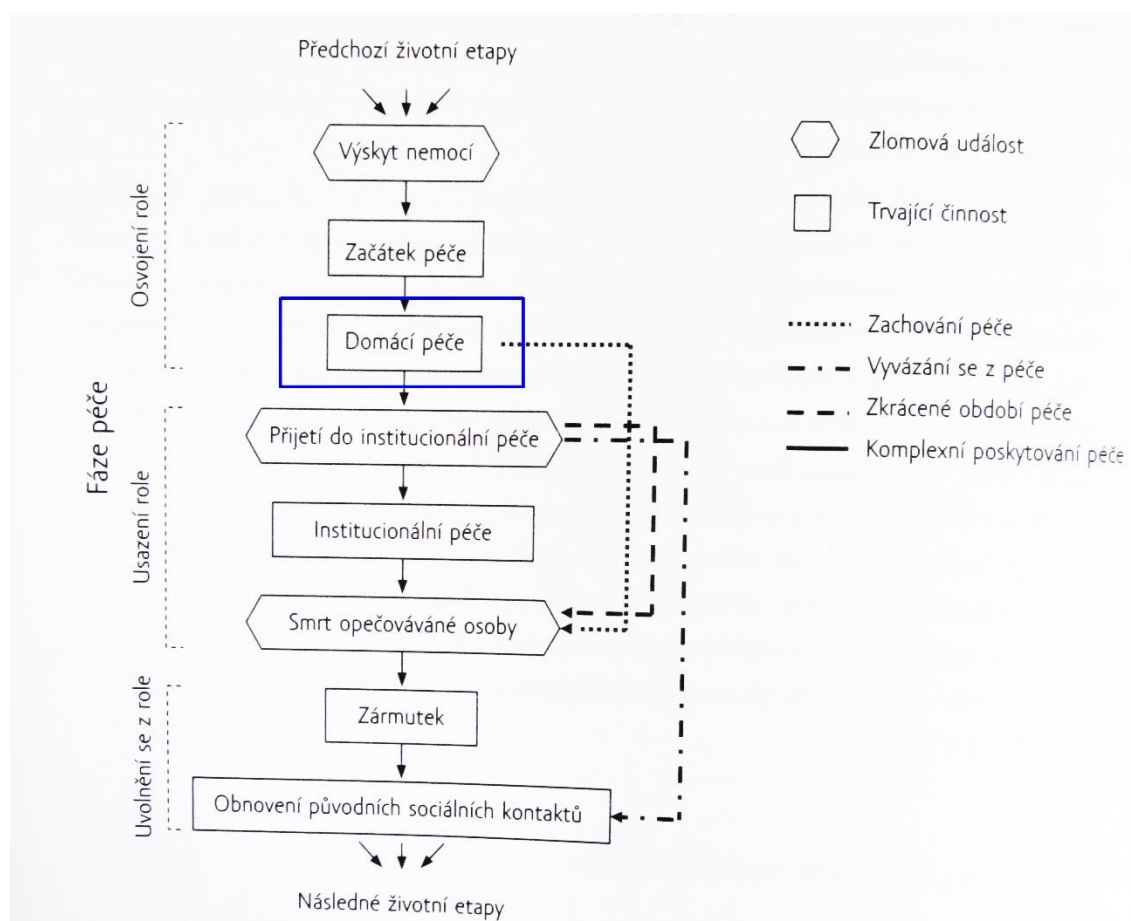 Předchozí životní etapy
Výskyt nemocí
Začátek péče
Domácí péče
Přijetí do institucionální péče
Institucionální péče
Smrt opečovávané osoby
Zármutek
Obnovení původních sociálních kontaktů
Následné životní etapy
Fáze péče
Osvojení role
Usazení role
Uvolnění se z role
Zlomová událost
Trvající činnost
Zachování péče
Vyvázání se z péče
Zkrácené období péče
Komplexní poskytování péče